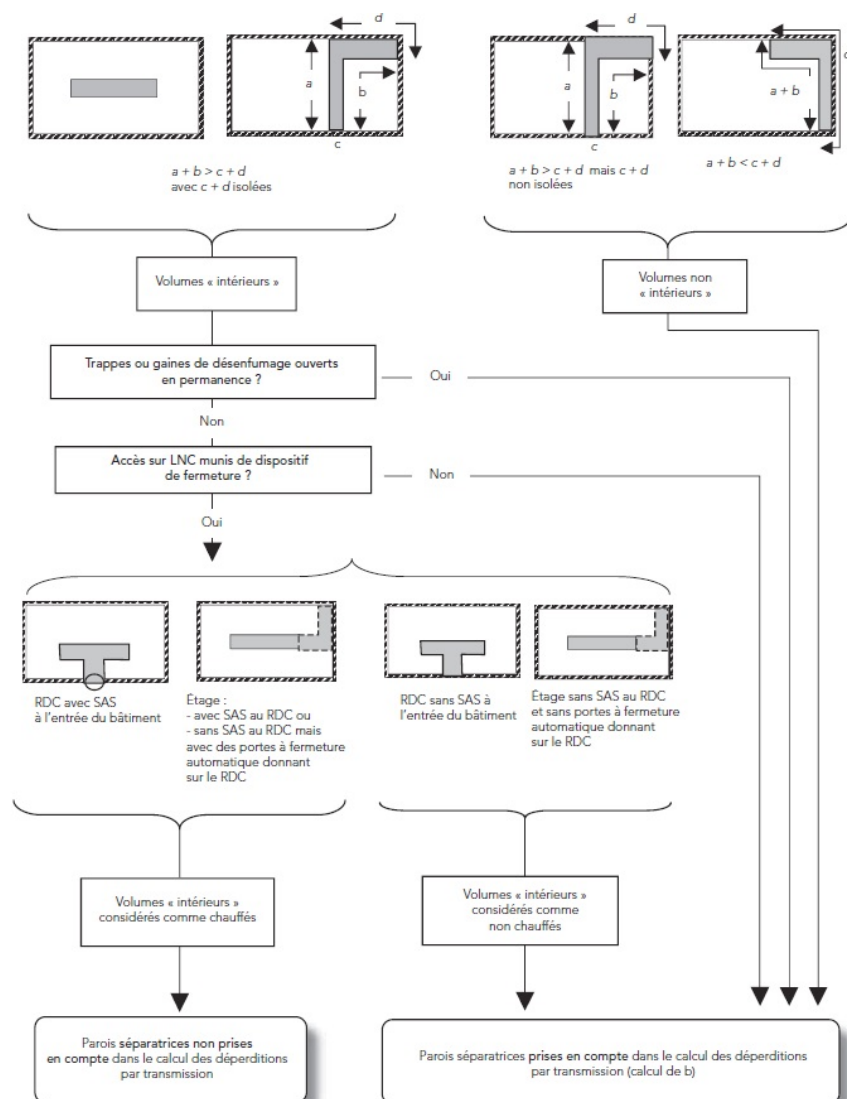 d
a
b
c
a + b > c + d
avec c + d isolées
d
a
b
c
a + b > c + d mais c + d
non isolées
a + b
c
a + b < c + d
Volumes « intérieurs »
Volumes non
« intérieurs »
Trappes ou gaines de désenfumage ouverts
en permanence ?
Oui
Non
Accès sur LNC munis de dispositif
de fermeture ?
Non
Oui
RDC avec SAS
à l'entrée du bâtiment
Étage :
- avec SAS au RDC ou
- sans SAS au RDC mais
avec des portes à fermeture
automatique donnant
sur le RDC
RDC sans SAS à
l'entrée du bâtiment
Étage sans SAS au RDC
et sans portes à fermeture
automatique donnant
sur le RDC
Volumes « intérieurs »
considérés comme chauffés
Volumes « intérieurs »
considérés comme
non chauffés
Parois séparatrices non prises
en compte dans le calcul des déperditions
par transmission
Parois séparatrices prises en compte dans le calcul des déperditions
par transmission (calcul de b)